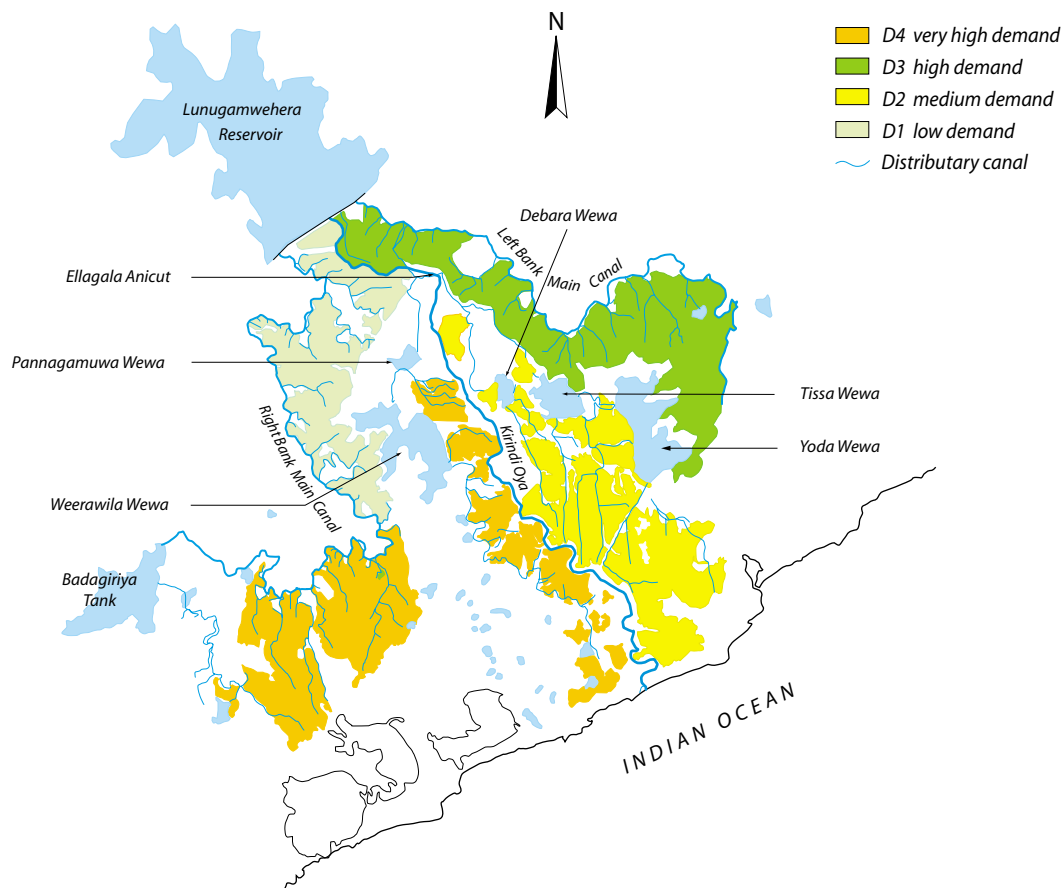 N
D4 very high demand
D3 high demand
D2 medium demand
D1 low demand
Distributary canal
Lunugamwehera
Reservoir
Debara Wewa
Left Bank Main Canal
Ellagala Anicut
Pannagamuwa Wewa
Tissa Wewa
Kirindi Oya
Right Bank Main Canal
Yoda Wewa
Weerawila Wewa
Badagiriya
Tank
INDIAN OCEAN